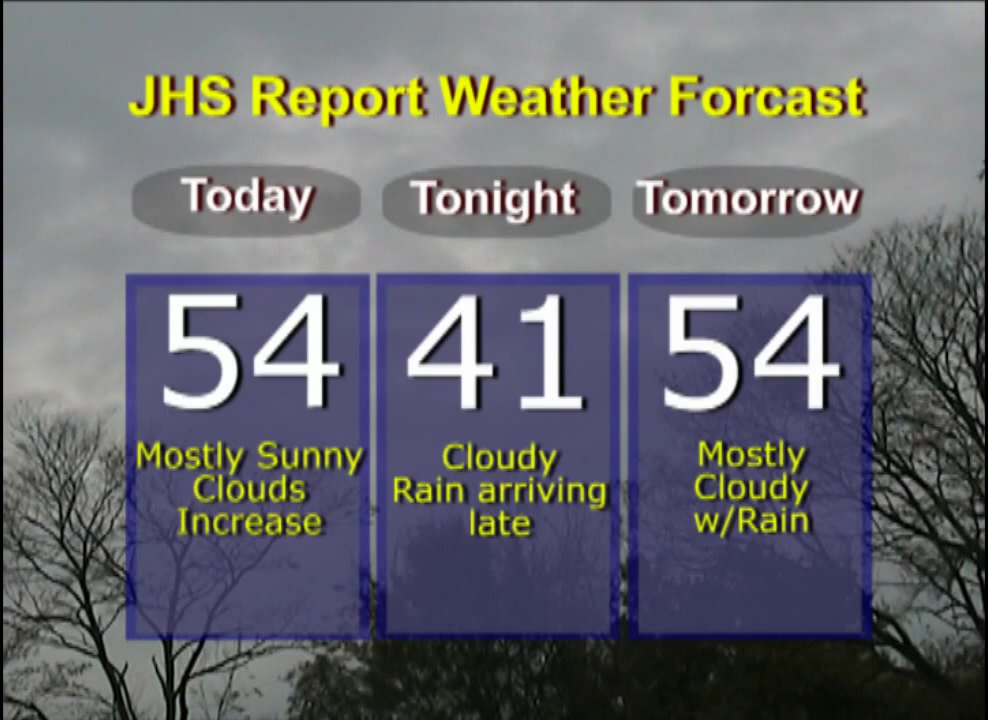 JHS Report Weather Forcast
Today
Tonight
Tomorrow
54
Mostly Sunny
Clouds
Increase
41
Cloudy
Rain arriving
late
54
Mostly
Cloudy
w/Rain